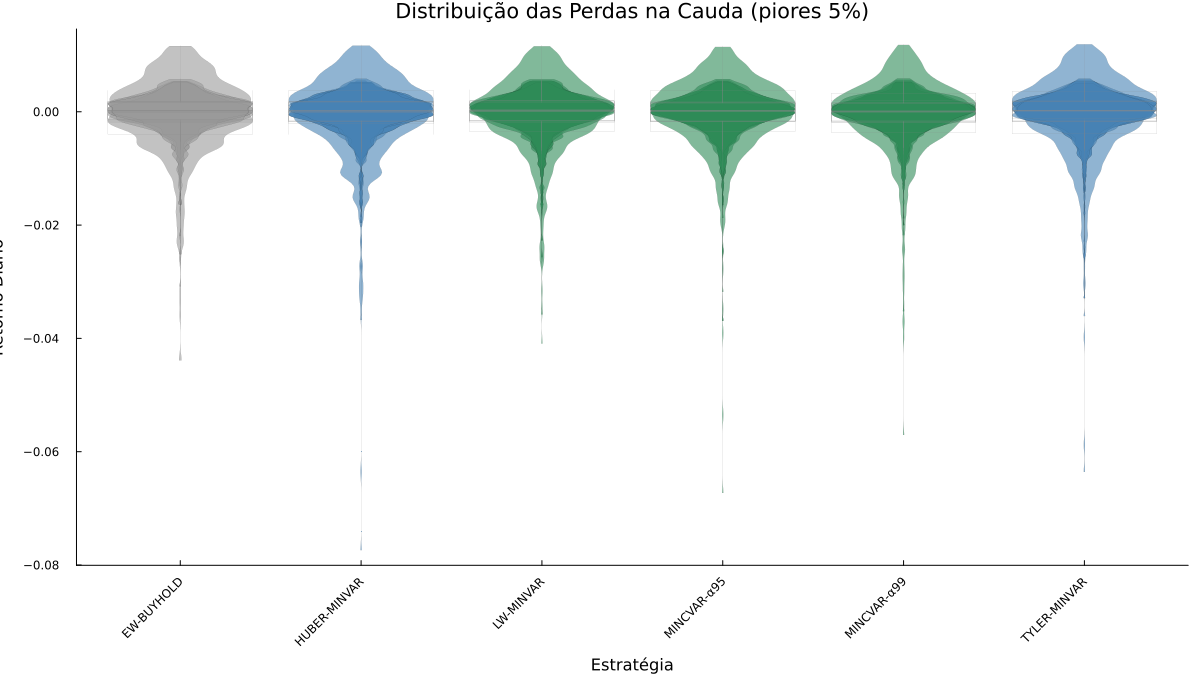 Distribuição das Perdas na Cauda (piores 5%)
0.00
−0.02
−0.04
−0.06
−0.08
EW-BUYHOLD
HUBER-MINVAR
LW-MINVAR
MINCVAR-α95
MINCVAR-α99
TYLER-MINVAR
Estratégia